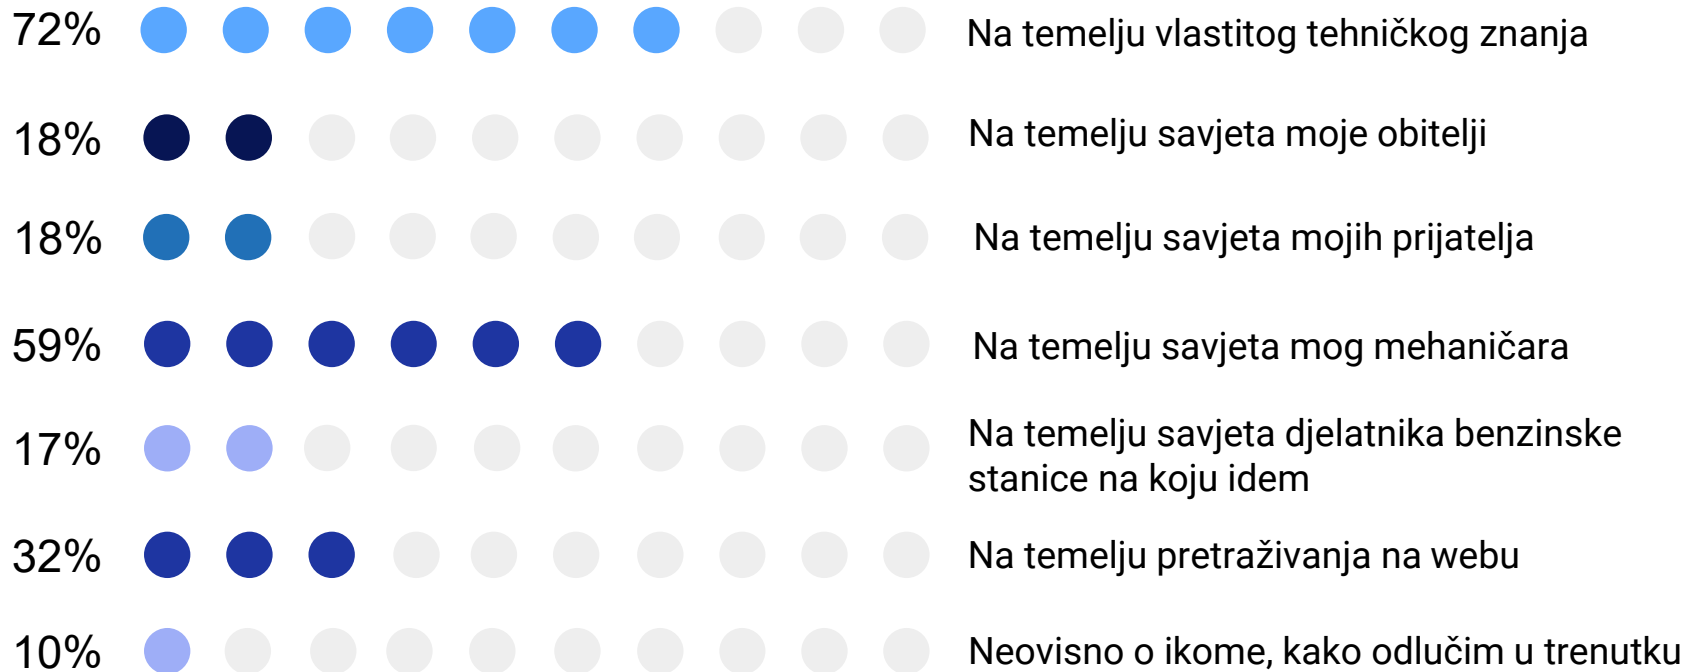 72% Na temelju vlastitog tehničkog znanja
18% Na temelju savjeta moje obitelji
18% Na temelju savjeta mojih prijatelja
59% Na temelju savjeta mog mehaničara
17% Na temelju savjeta djelatnika benzinske
stanice na koju idem
32% Na temelju pretraživanja na webu
10% Neovisno o ikome, kako odlučim u trenutku